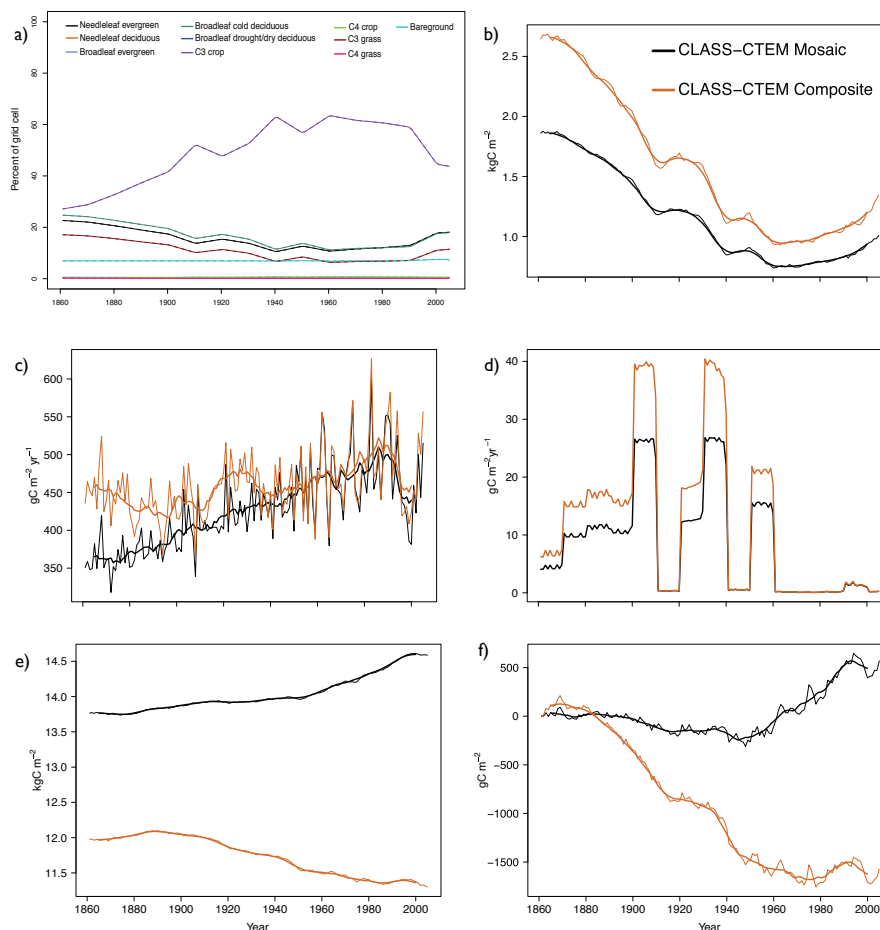 a)
Percent of grid cell
100
80
60
40
20
0
Needleleaf evergreen
Needleleaf deciduous
Broadleaf evergreen
Broadleaf cold deciduous
Broadleaf drought/dry deciduous
C3 crop
C4 crop
C3 grass
C4 grass
Bareground
1860 1880 1900 1920 1940 1960 1980 2000
b)
kgC m−2
2.5
2.0
1.5
1.0
CLASS−CTEM Mosaic
CLASS−CTEM Composite
c)
gC m−2 yr−1
600
550
500
450
400
350
d)
gC m−2yr−1
40
30
20
10
0
e)
kgC m−2
14.5
14.0
13.5
13.0
12.5
12.0
11.5
1860 1880 1900 1920 1940 1960 1980 2000
Year
f)
gC m−2
500
0
−500
−1000
−1500
1860 1880 1900 1920 1940 1960 1980 2000
Year